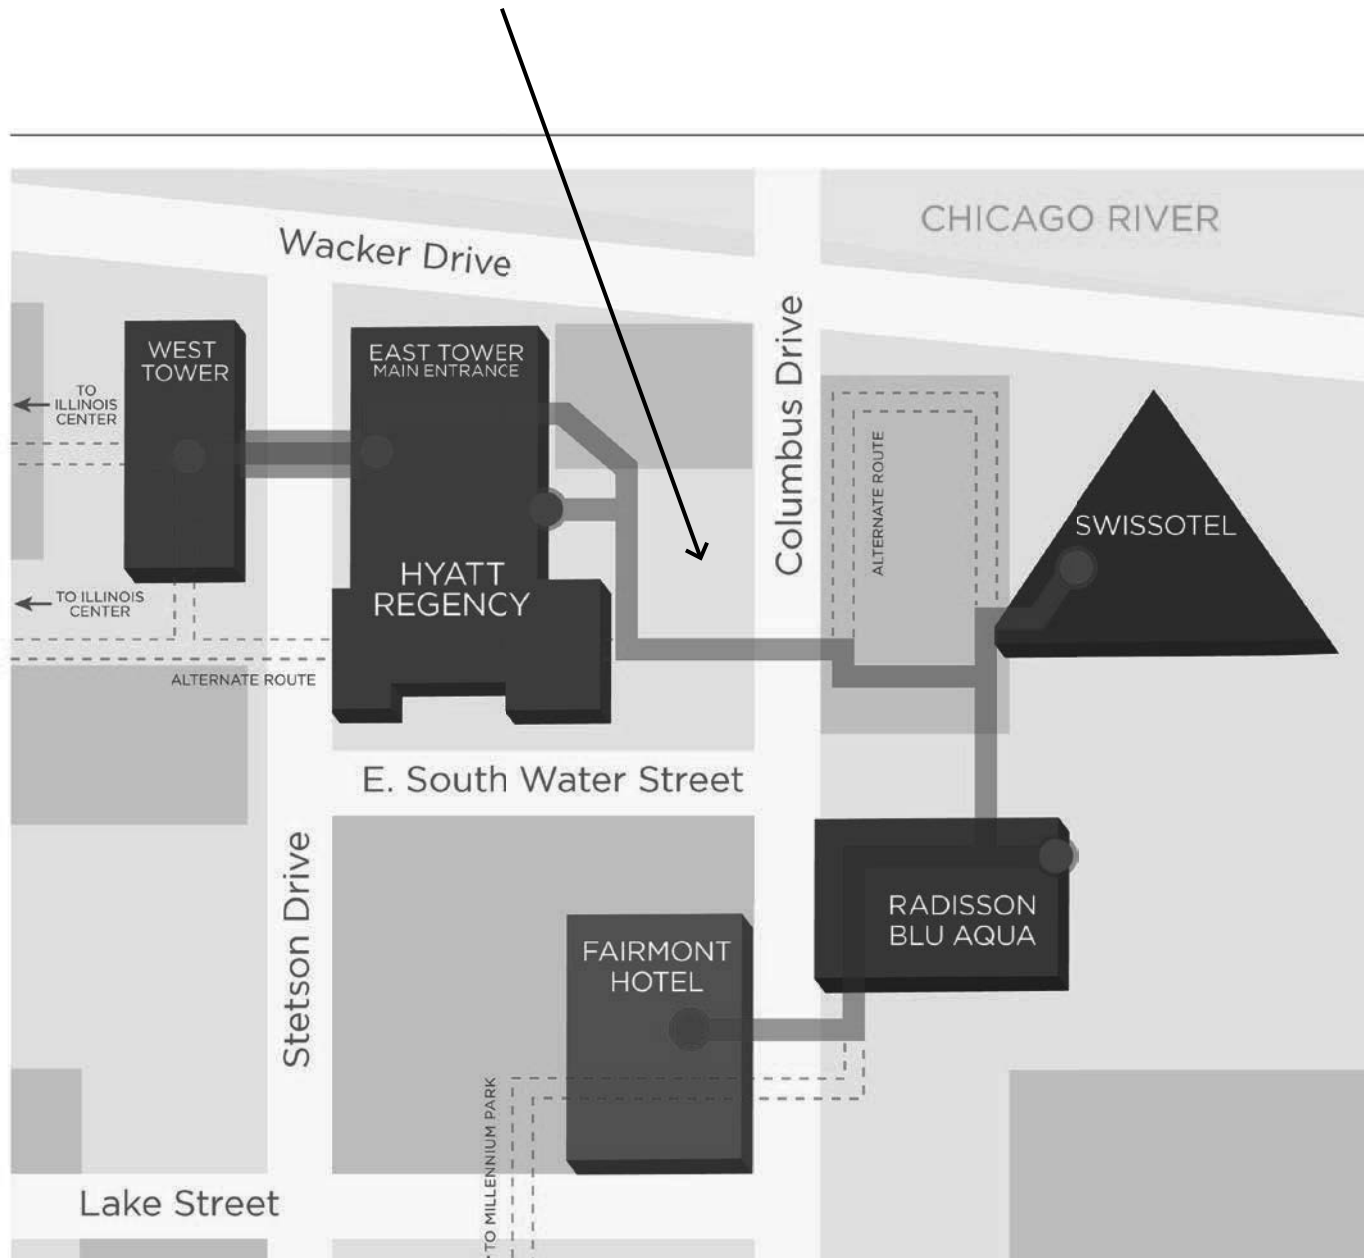 CHICAGO RIVER
Wacker Drive
Columbus Drive
WEST
TOWER
EAST TOWER
MAIN ENTRANCE
TO
ILLINOIS
CENTER
ALTERNATE ROUTE
SWISSOTEL
HYATT
REGENCY
TO ILLINOIS
CENTER
ALTERNATE ROUTE
E. South Water Street
Stetson Drive
RADISSON
BLU AQUA
FAIRMONT
HOTEL
TO MILLENNIUM PARK
Lake Street